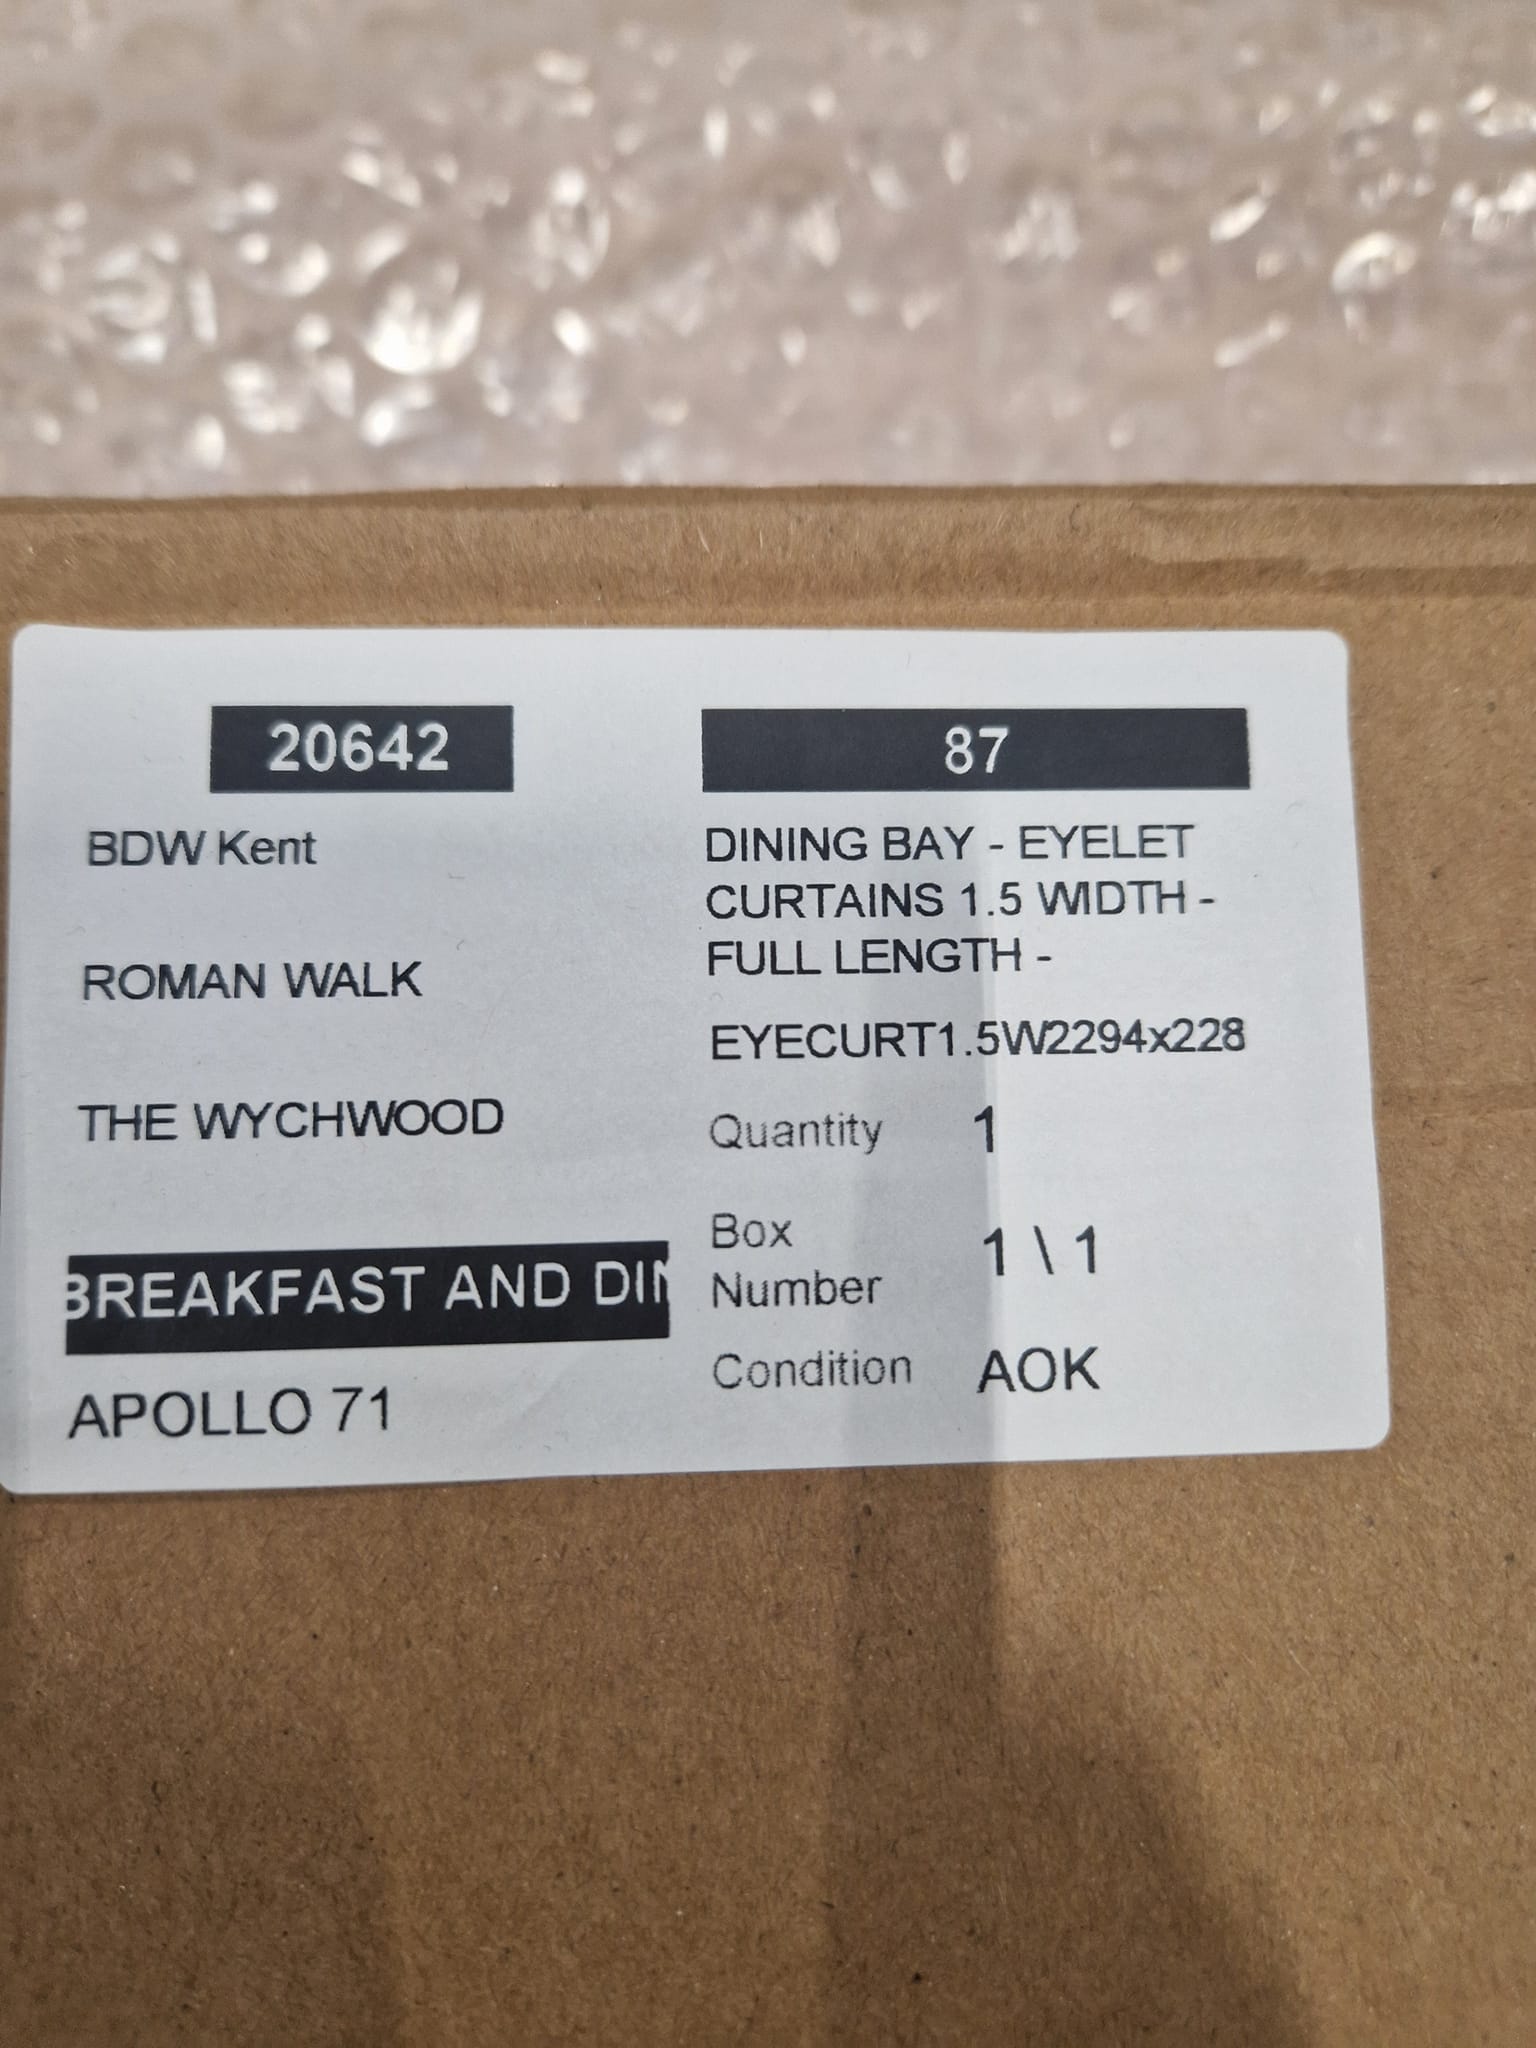 20642
BDW Kent
ROMAN WALK
THE WYCHWOOD
BREAKFAST AND DIN
APOLLO 71
87
DINING BAY - EYELET
CURTAINS 1.5 WIDTH -
FULL LENGTH -
EYECURT1.5W2294x228
Quantity 1
Box
Number 1 \ 1
Condition AOK